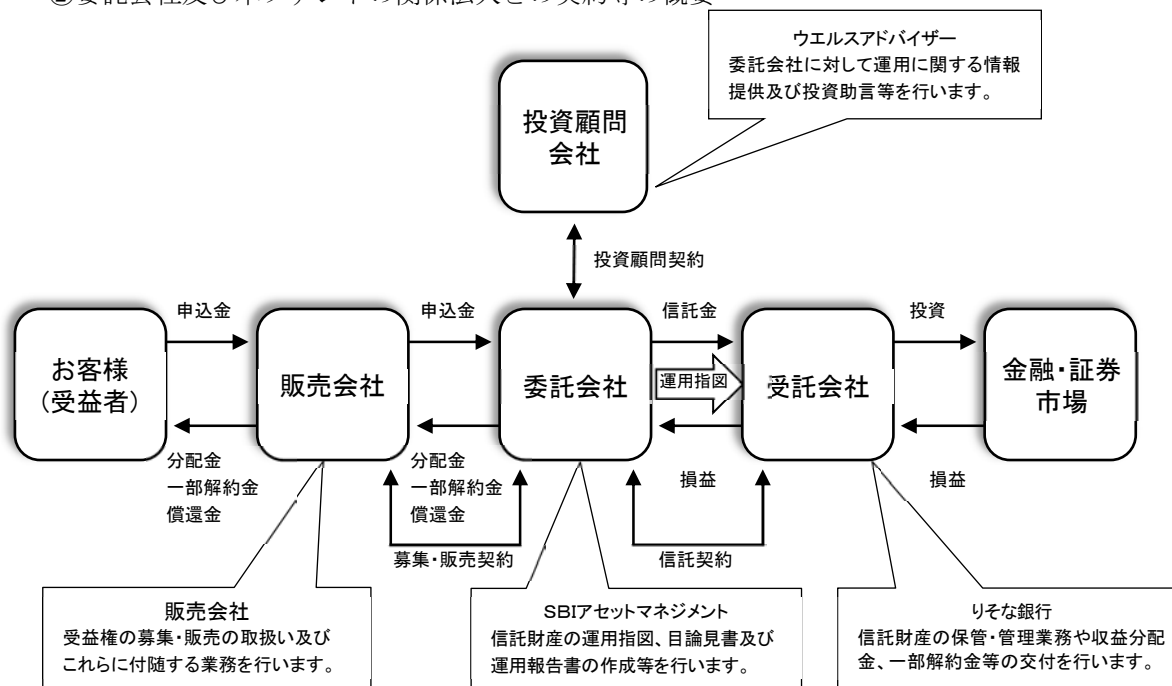 ウエルスアドバイザー
委託会社に対して運用に関する情報
提供及び投資助言等を行います。
投資顧問
会社
投資顧問契約
申込金
申込金
信託金
投資
お客様
(受益者)
販売会社
委託会社
運用指図
受託会社
金融・証券
市場
分配金
一部解約金
償還金
分配金
一部解約金
償還金
損益
損益
募集・販売契約
信託契約
販売会社
受益権の募集・販売の取扱い及び
これらに付随する業務を行います。
SBIアセットマネジメント
信託財産の運用指図、目論見書及び
運用報告書の作成等を行います。
りそな銀行
信託財産の保管・管理業務や収益分配
金、一部解約金等の交付を行います。